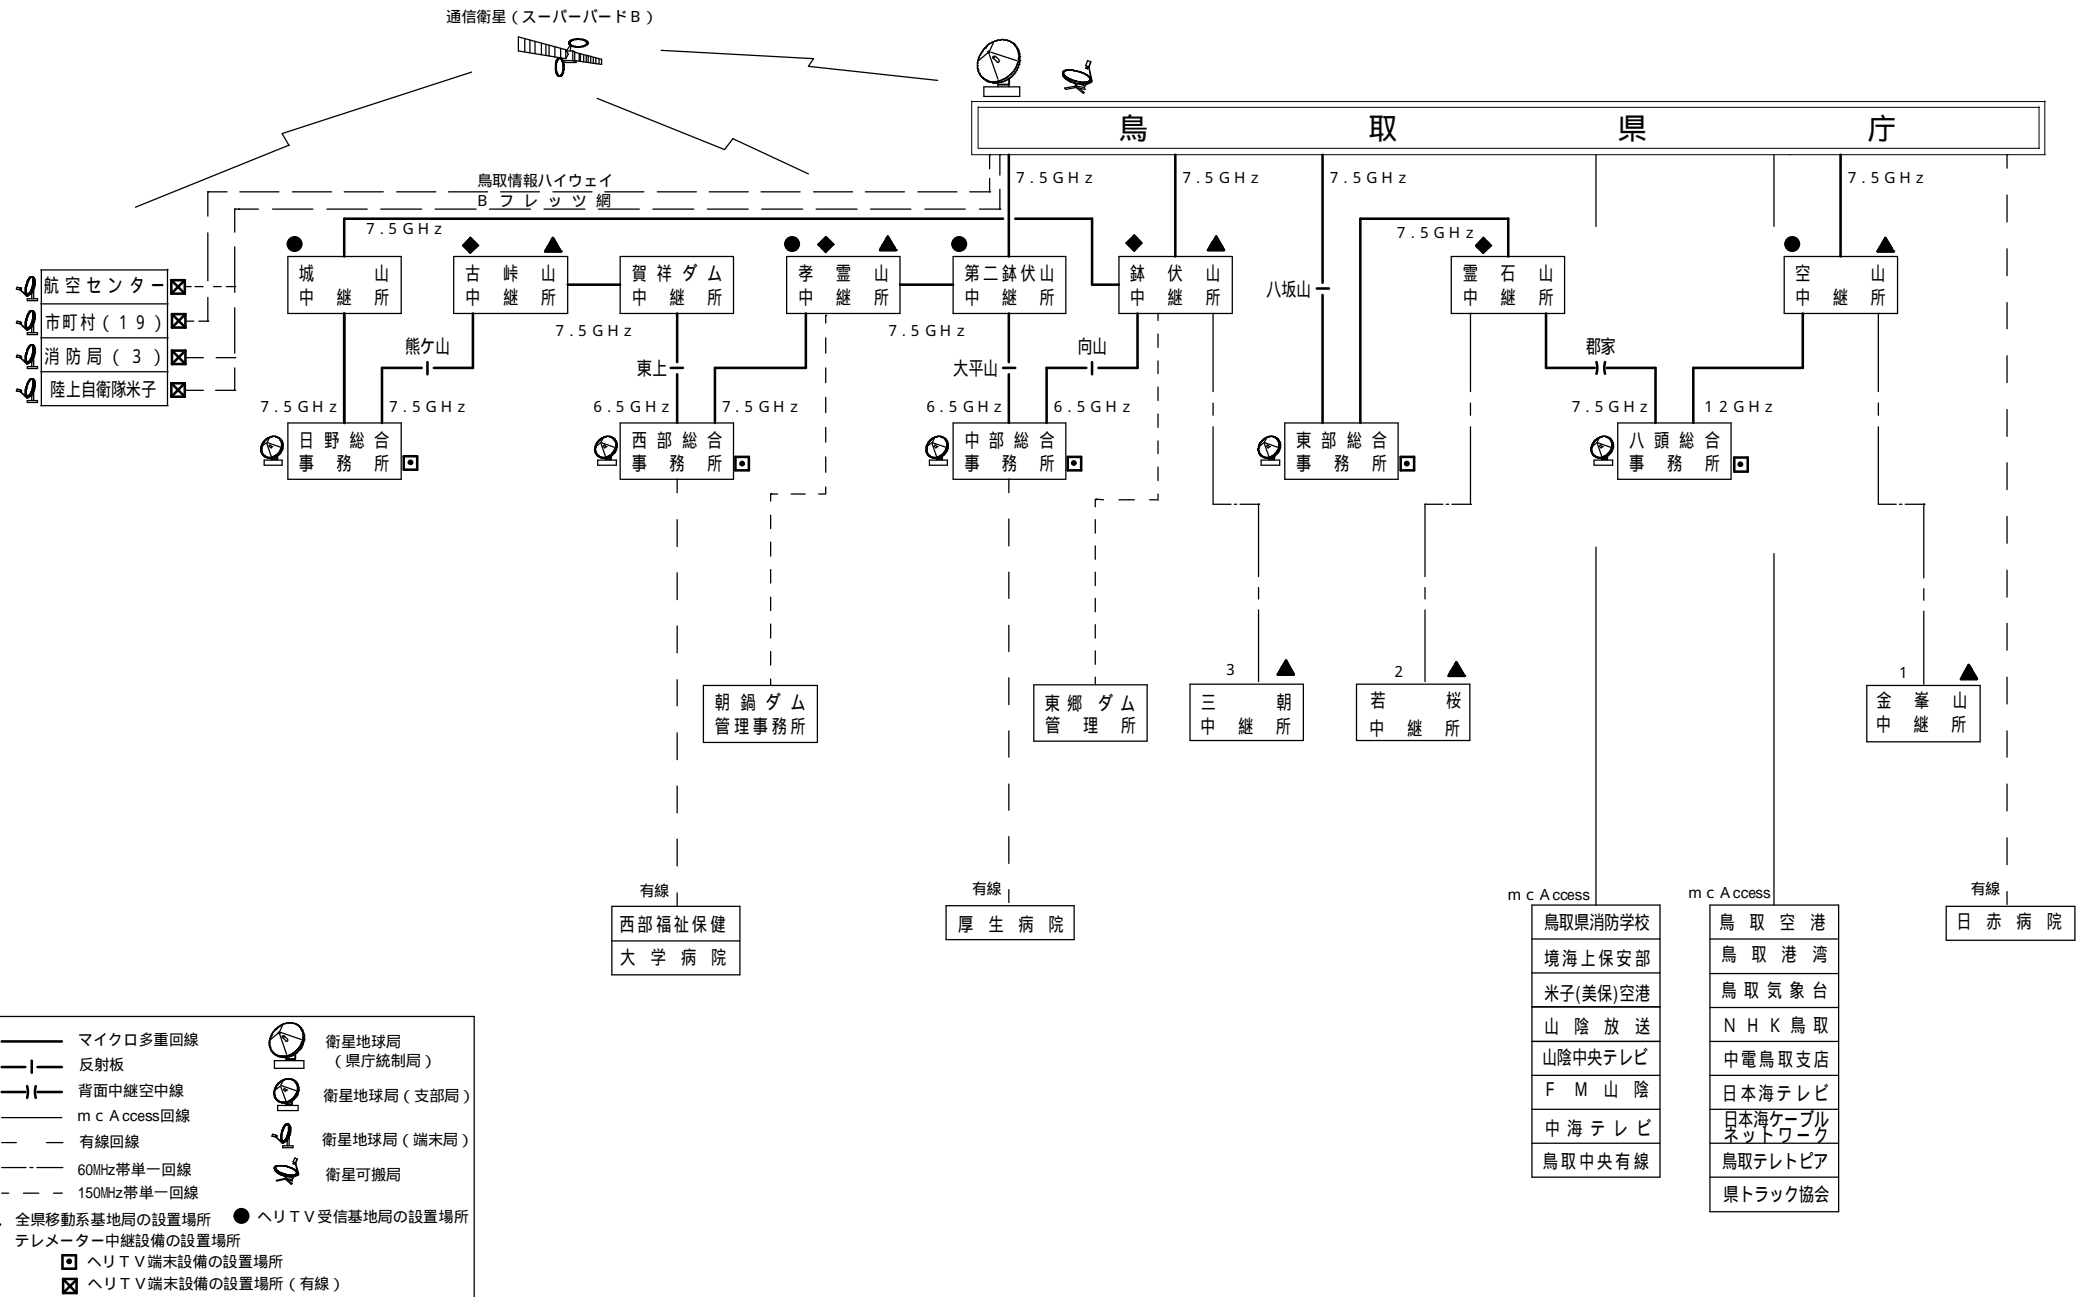 通信衛星（スーパーバードB）
鳥取県庁
鳥取情報ハイウェイ
Bフレッツ網
7.5GHz
7.5GHz
7.5GHz
7.5GHz
7.5GHz
7.5GHz
航空センター
市町村(19)
消防局(3)
陸上自衛隊米子
城山
中継所
古峠山
中継所
賀祥ダム
中継所
孝霊山
中継所
第二鉢伏山
中継所
鉢伏山
中継所
八坂山
霊石山
中継所
空山
中継所
7.5GHz
7.5GHz
熊ケ山
東上
大平山
向山
郡家
7.5GHz
7.5GHz
6.5GHz
7.5GHz
6.5GHz
6.5GHz
7.5GHz
12GHz
日野総合
事務所
西部総合
事務所
中部総合
事務所
東部総合
事務所
八頭総合
事務所
3
2
1
朝鍋ダム
管理事務所
東郷ダム
管理所
三朝
中継所
若桜
中継所
金峯山
中継所
有線
西部福祉保健
大学病院
有線
厚生病院
mcAccess
鳥取県消防学校
境海上保安部
米子(美保)空港
山陰放送
山陰中央テレビ
FM山陰
中海テレビ
鳥取中央有線
mcAccess
鳥取空港
鳥取港湾
鳥取気象台
NHK鳥取
中電鳥取支店
日本海テレビ
日本海ケーブル
ネットワーク
鳥取テレトピア
県トラック協会
有線
日赤病院
マイクロ多重回線
反射板
背面中継空中線
mcAccess回線
有線回線
60MHz帯単一回線
150MHz帯単一回線
衛星地球局
（県庁統制局）
衛星地球局（支部局）
衛星地球局（端末局）
衛星可搬局
全県移動系基地局の設置場所
ヘリTV受信基地局の設置場所
テレメーター中継設備の設置場所
ヘリTV端末設備の設置場所
ヘリTV端末設備の設置場所（有線）